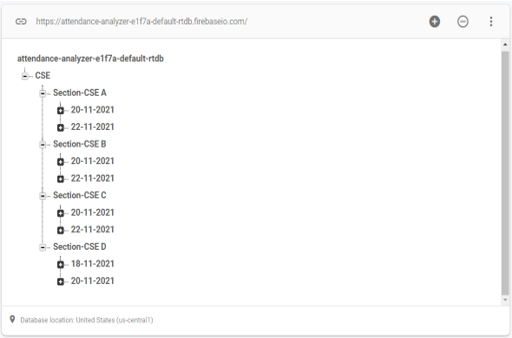 https://attendance-analyzer-e1f7a-default-rtdb.firebaseio.com/
attendance-analyzer-e1f7a-default-rtdb
CSE
Section-CSE A
20-11-2021
22-11-2021
Section-CSE B
20-11-2021
22-11-2021
Section-CSE C
20-11-2021
22-11-2021
Section-CSE D
18-11-2021
20-11-2021
Database location: United States (us-central1)